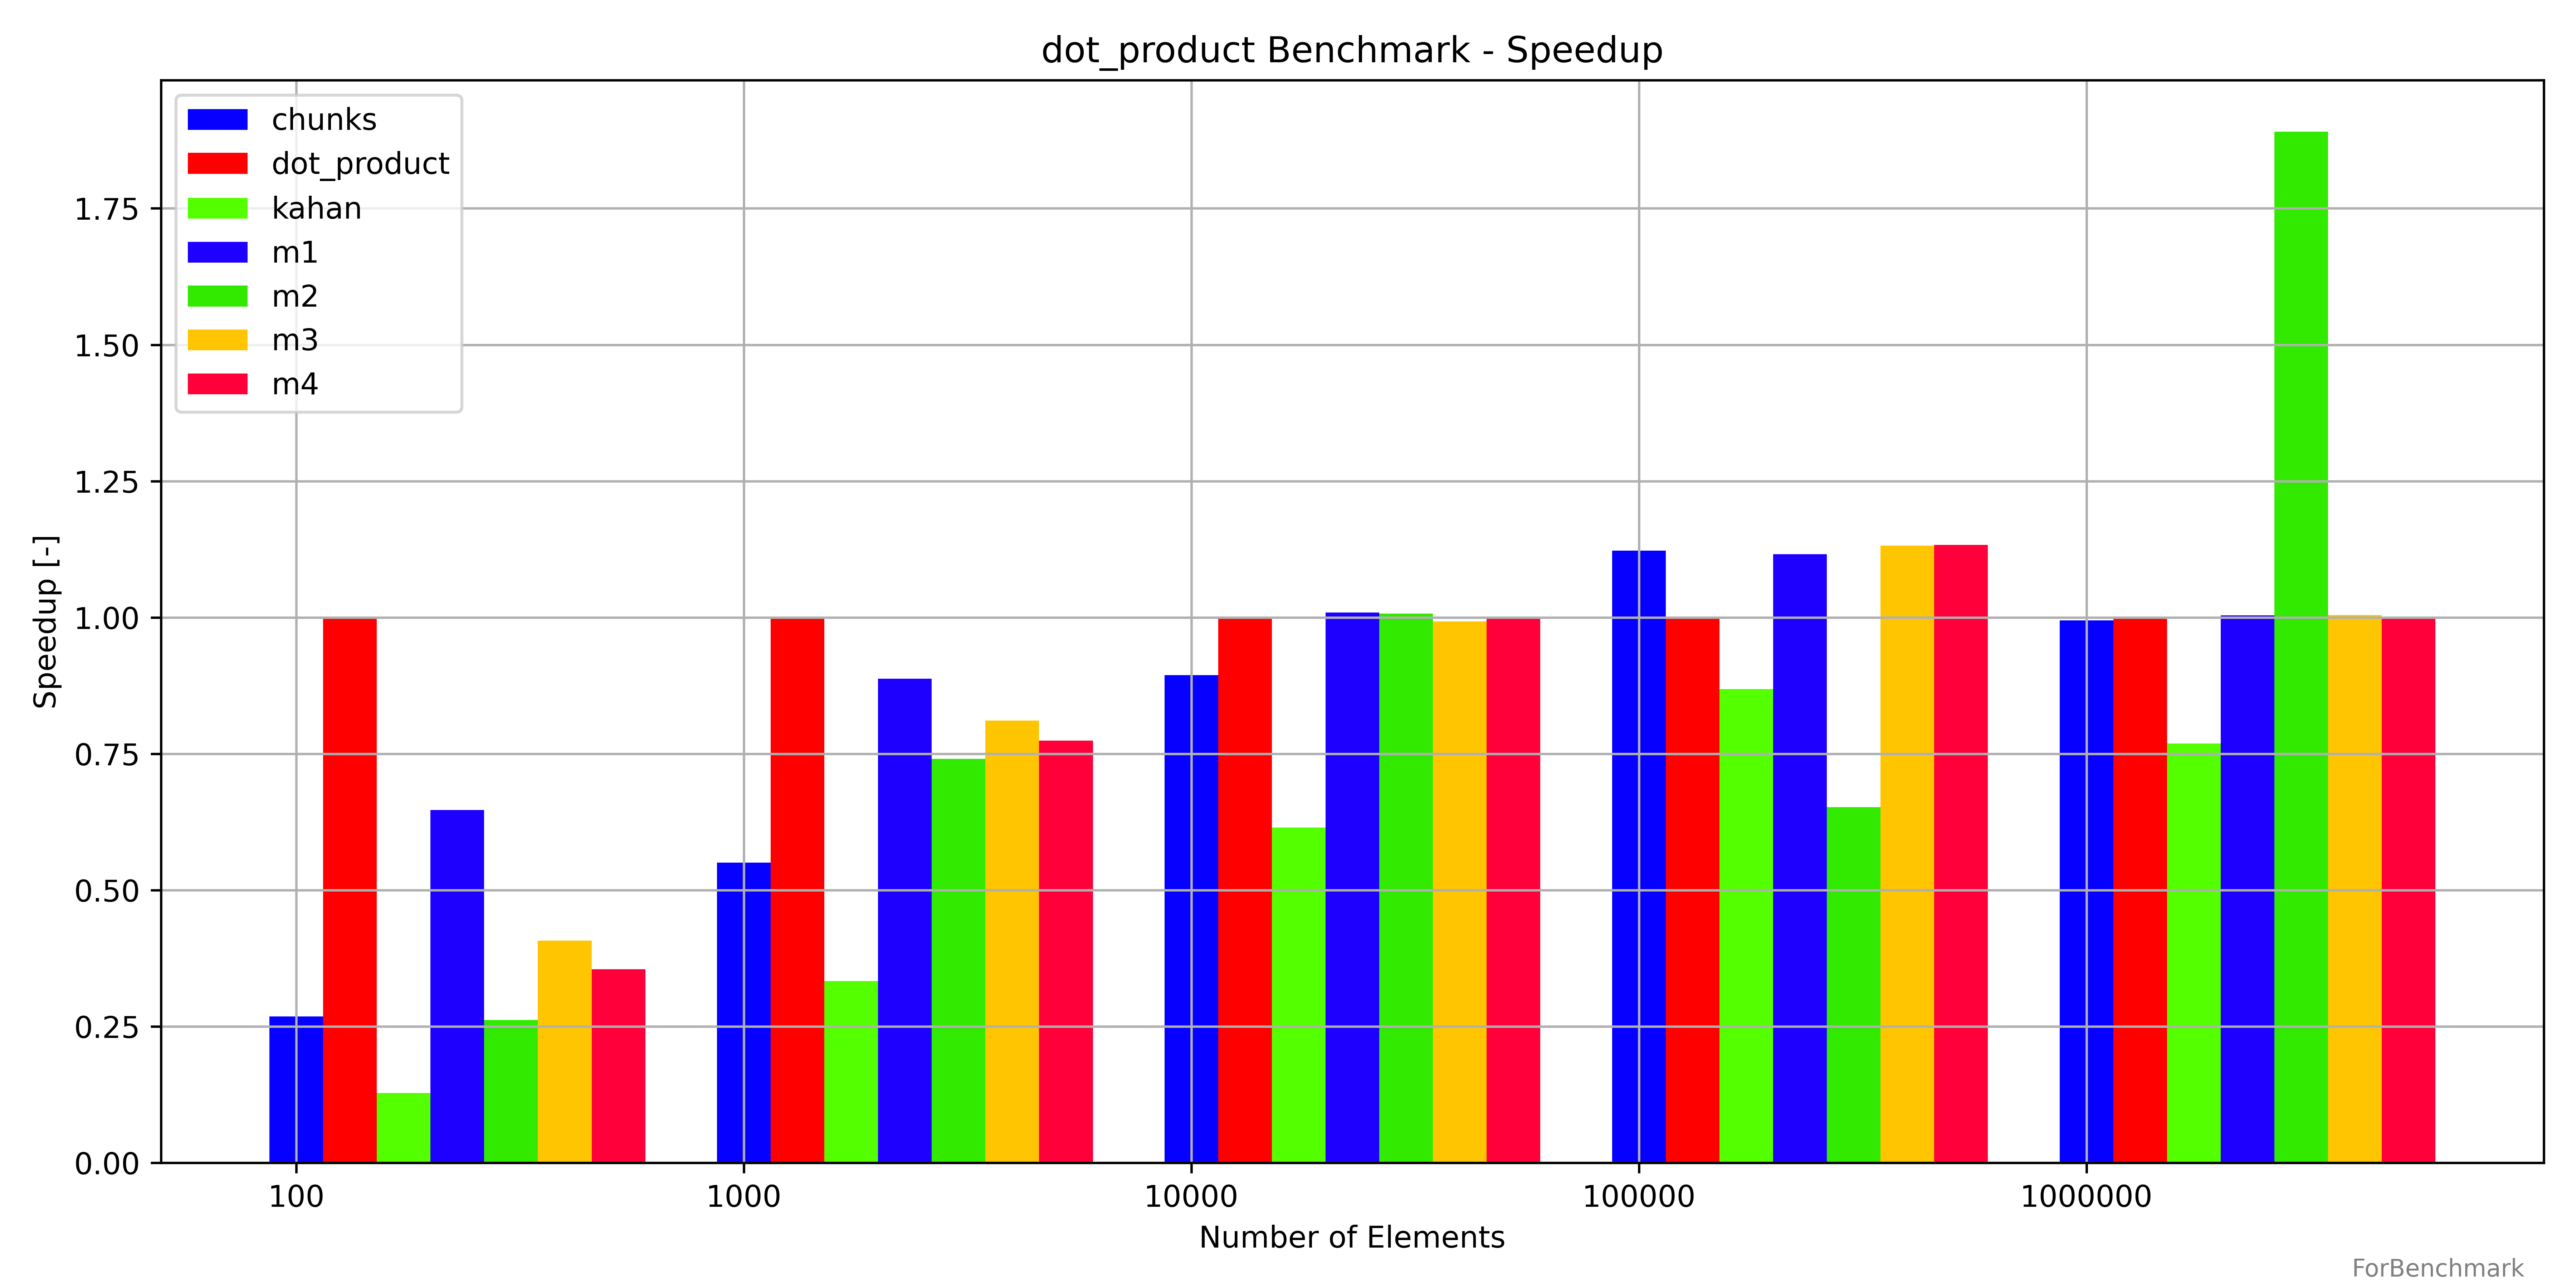 dot_product Benchmark - Speedup
chunks
dot_product
kahan
m1
m2
m3
m4
Speedup [-]
1.75
1.50
1.25
1.00
0.75
0.50
0.25
0.00
100 1000 10000 100000 1000000
Number of Elements
ForBenchmark